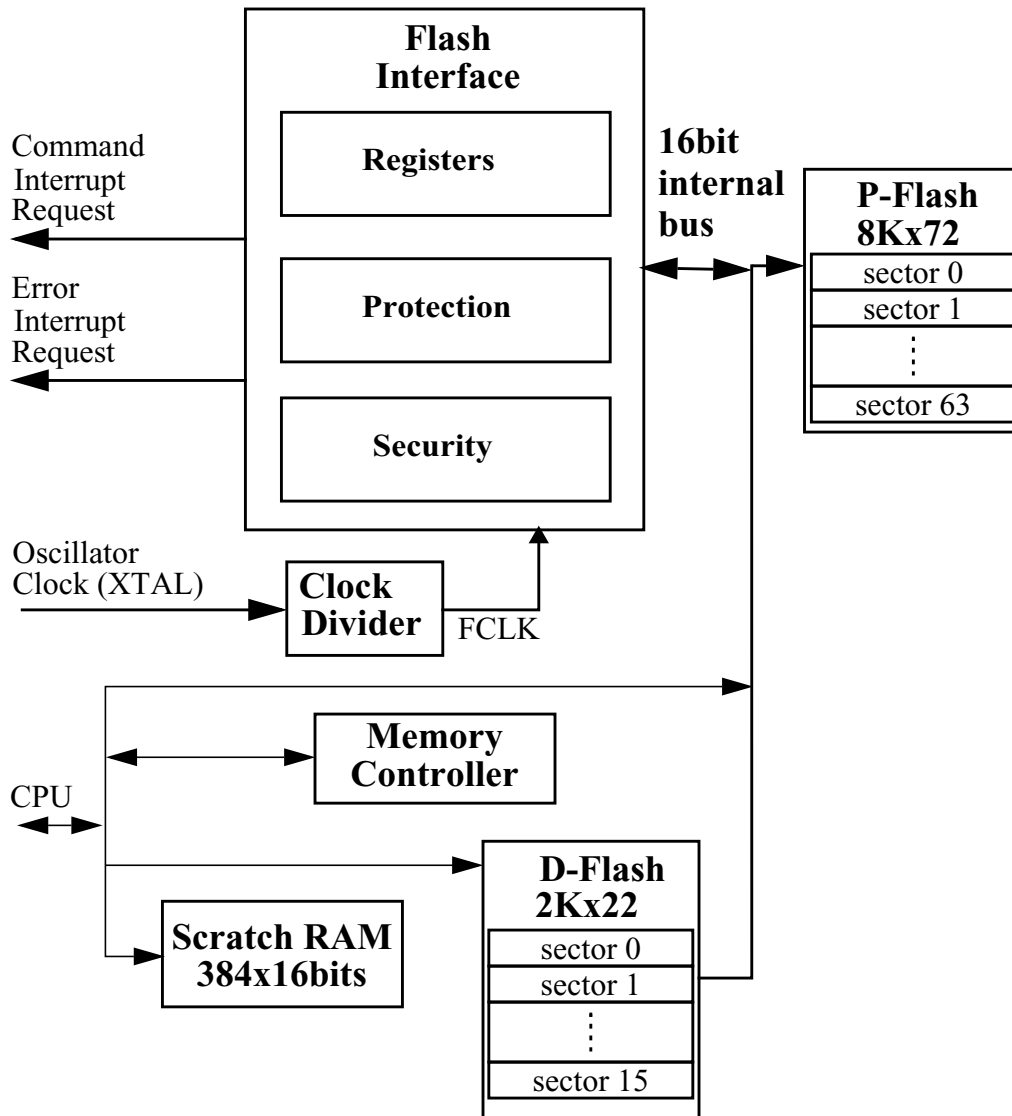 Flash
Interface
Registers
Protection
Security
Command
Interrupt
Request
Error
Interrupt
Request
16bit
internal
bus
P-Flash
8Kx72
sector 0
sector 1
sector 63
Oscillator
Clock (XTAL)
Clock
Divider
FCLK
Memory
Controller
CPU
D-Flash
2Kx22
sector 0
sector 1
sector 15
Scratch RAM
384x16bits